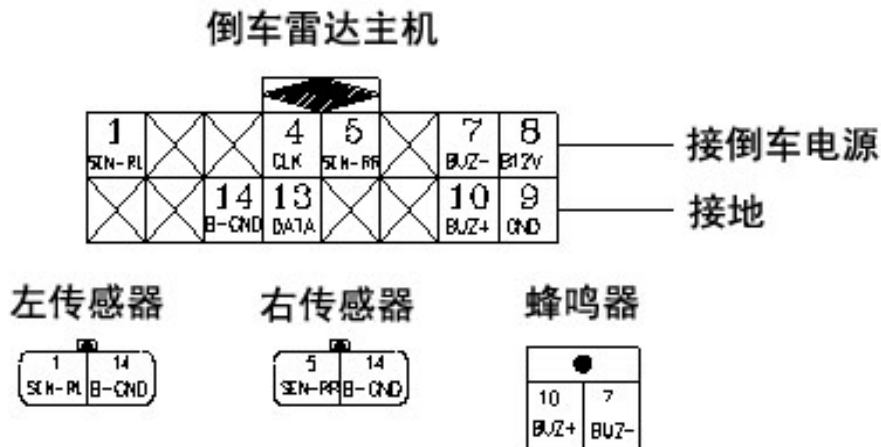 倒车雷达主机
1 4 5 7 8
SEN-RL CLK SEN-RR BUZ- B12V
接倒车电源
14 13 10 9
B-GND DATA BUZ+ GND
接地
左传感器 右传感器 蜂鸣器
1 14 5 14
SEN-RL B-GND SEN-RR B-GND
10 7
BUZ+ BUZ-